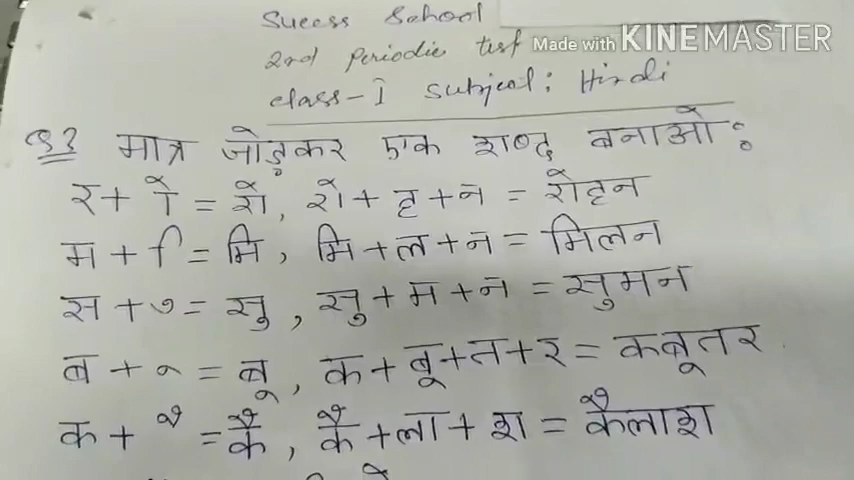 Sucess School
2nd Periodic test
Made with KINEMASTER
class-I Subject: Hindi
Q3 मात्र जोड़कर एक शब्द बनाओ:
र + ो = रो, रो + ह + न = रोहन
म + ि = मि, मि + ल + न = मिलन
स + ु = सु, सु + म + न = सुमन
ब + ू = बू, क + बू + त + र = कबूतर
क + ै = कै, कै + ला + श = कैलाश